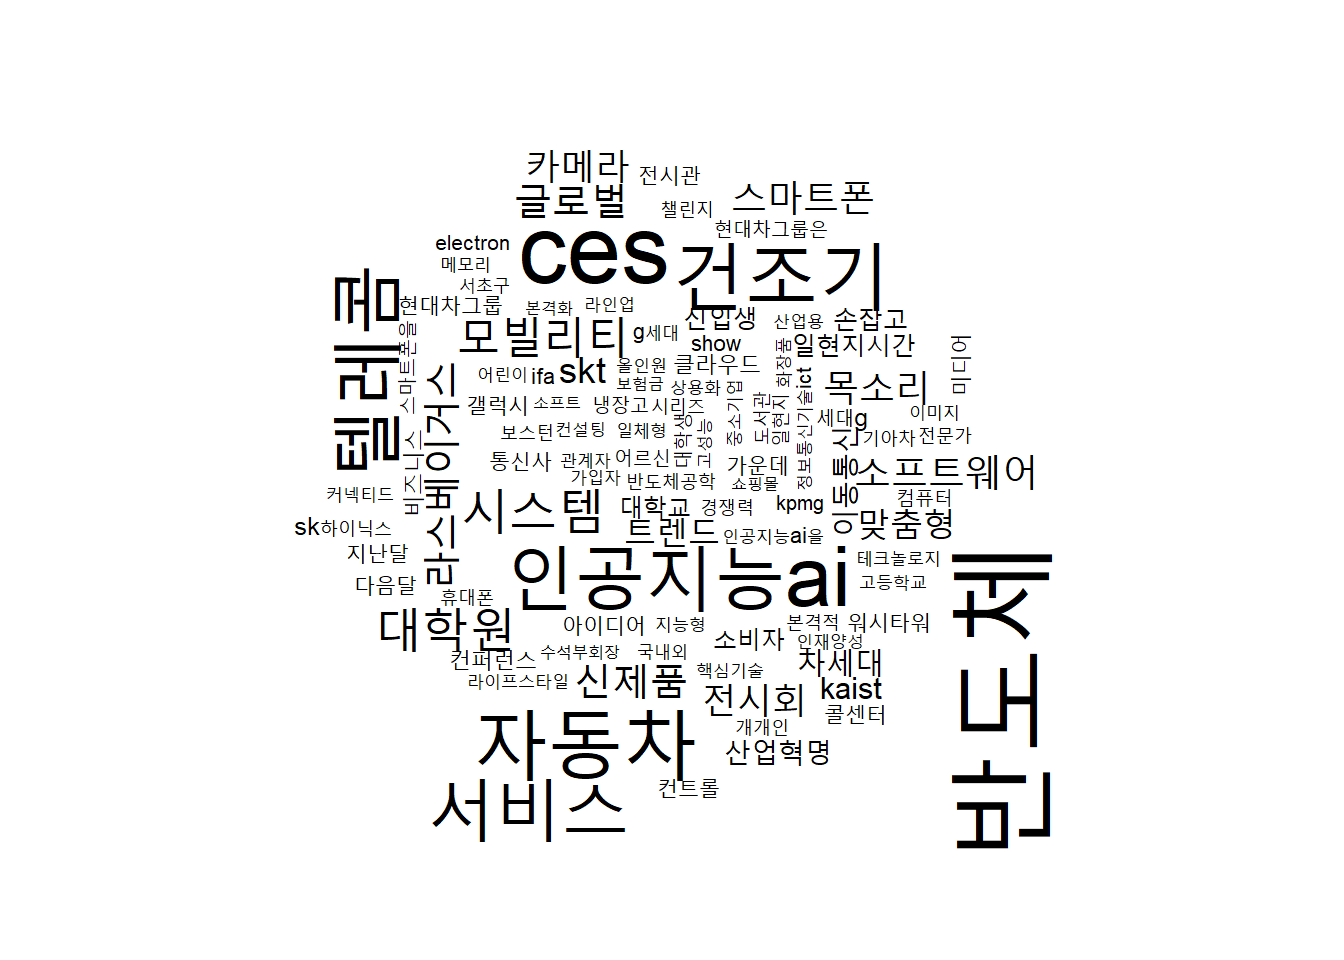 카메라
전시관
글로벌
챌린지
스마트폰
현대차그룹은
electron
ces
건조기
메모리
서초구
텔레콤
현대차그룹
본격화
라인업
모빌리티
g세대
신입생
산업용
손잡고
show
일현지시간
미디어
스마트폰을
라스베이거스
어린이
ifa
skt
올인원
클라우드
화장품
목소리
보험금
상용화
ict
갤럭시
소프트
냉장고
시리즈
중소기업
도서관
일현지
세대g
이미지
보스턴
컨설팅
일체형
대학생
고성능
정보통신기술
이동통신
기아차
전문가
비즈니스
통신사
관계자
어르신
가운데
소프트웨어
가입자
반도체공학
쇼핑몰
커넥티드
시스템
대학교
경쟁력
kpmg
컴퓨터
sk하이닉스
트렌드
인공지능ai을
맞춤형
지난달
인공지능ai
테크놀로지
다음달
고등학교
휴대폰
반도체
대학원
아이디어
지능형
소비자
본격적
워시타워
인재양성
컨퍼런스
수석부회장
국내외
핵심기술
차세대
라이프스타일
신제품
전시회
kaist
콜센터
개개인
자동차
산업혁명
서비스
컨트롤